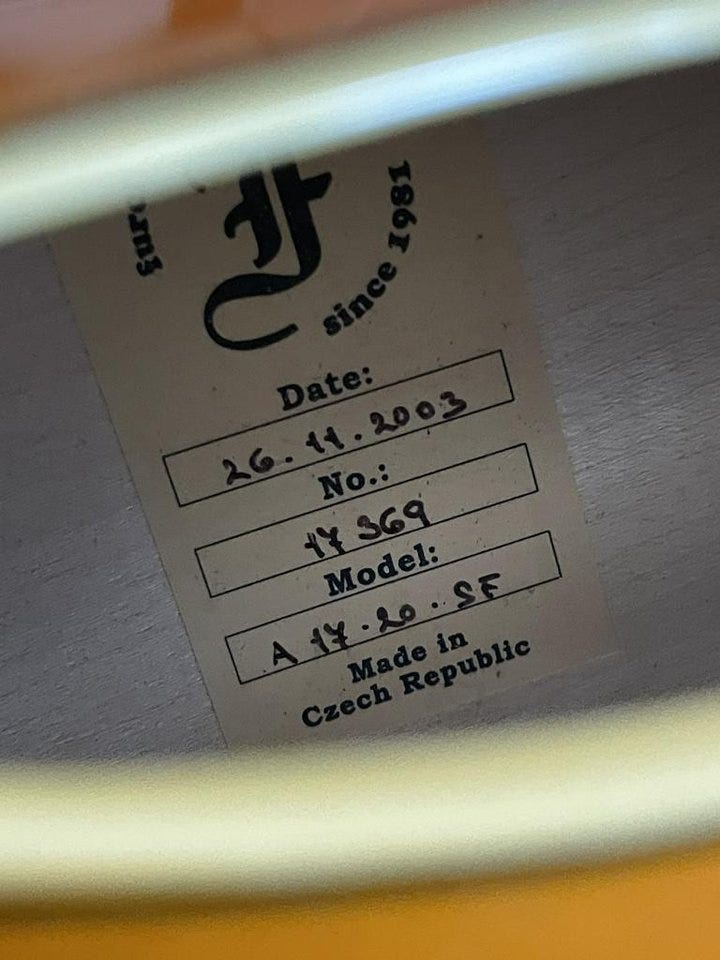 F
since 1981
Date:
26.11.2003
No.:
17369
Model:
A 17.20.SF
Made in
Czech Republic